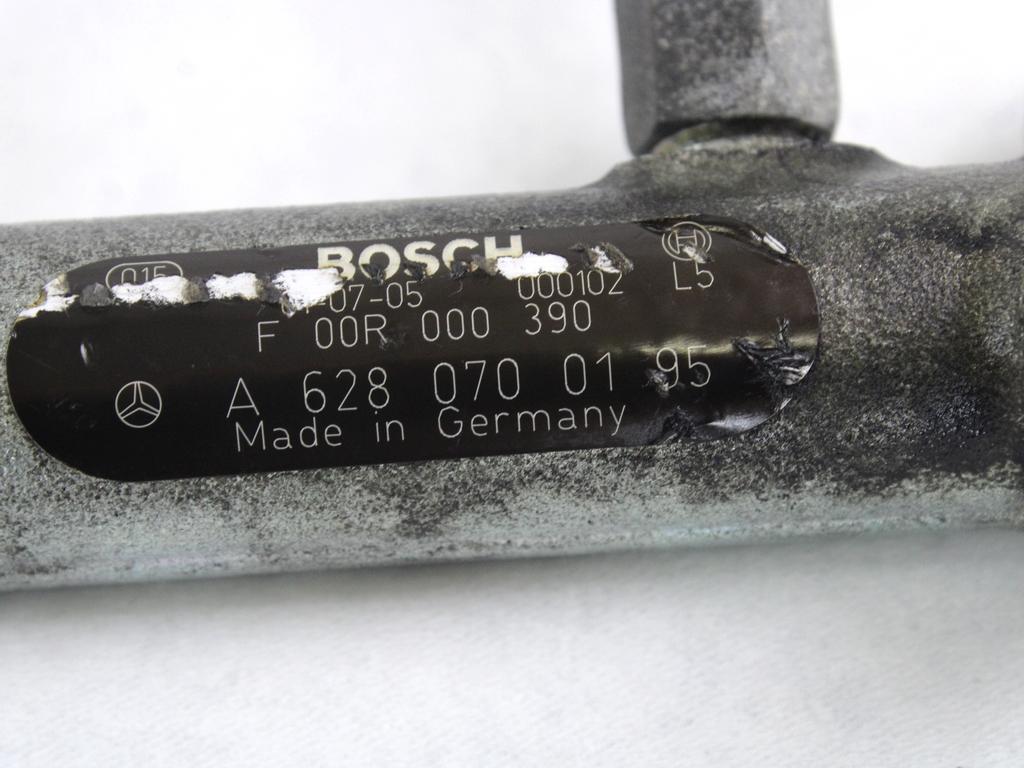 015 BOSCH H
07-05 000102 L5
F 00R 000 390
A 628 070 01 95
Made in Germany